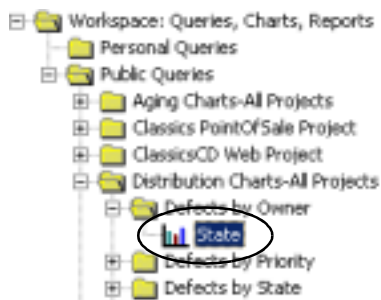 Workspace: Queries, Charts, Reports
Personal Queries
Public Queries
Aging Charts-All Projects
Classics PointOfSale Project
ClassicsCD Web Project
Distribution Charts-All Projects
Defects by Owner
State
Defects by Priority
Defects by State